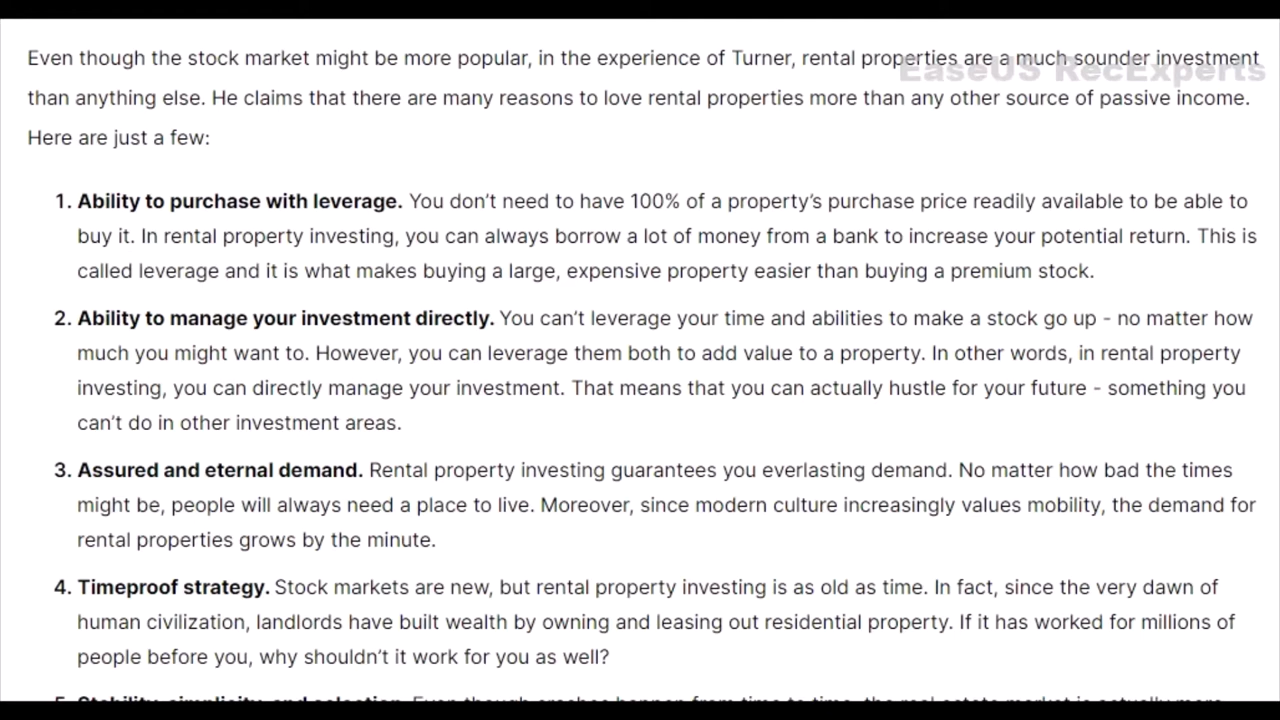 Even though the stock market might be more popular, in the experience of Turner, rental properties are a much sounder investment
EaseUS RecExperts
than anything else. He claims that there are many reasons to love rental properties more than any other source of passive income.
Here are just a few:
1. Ability to purchase with leverage. You don’t need to have 100% of a property’s purchase price readily available to be able to
buy it. In rental property investing, you can always borrow a lot of money from a bank to increase your potential return. This is
called leverage and it is what makes buying a large, expensive property easier than buying a premium stock.
2. Ability to manage your investment directly. You can’t leverage your time and abilities to make a stock go up - no matter how
much you might want to. However, you can leverage them both to add value to a property. In other words, in rental property
investing, you can directly manage your investment. That means that you can actually hustle for your future - something you
can’t do in other investment areas.
3. Assured and eternal demand. Rental property investing guarantees you everlasting demand. No matter how bad the times
might be, people will always need a place to live. Moreover, since modern culture increasingly values mobility, the demand for
rental properties grows by the minute.
4. Timeproof strategy. Stock markets are new, but rental property investing is as old as time. In fact, since the very dawn of
human civilization, landlords have built wealth by owning and leasing out residential property. If it has worked for millions of
people before you, why shouldn’t it work for you as well?